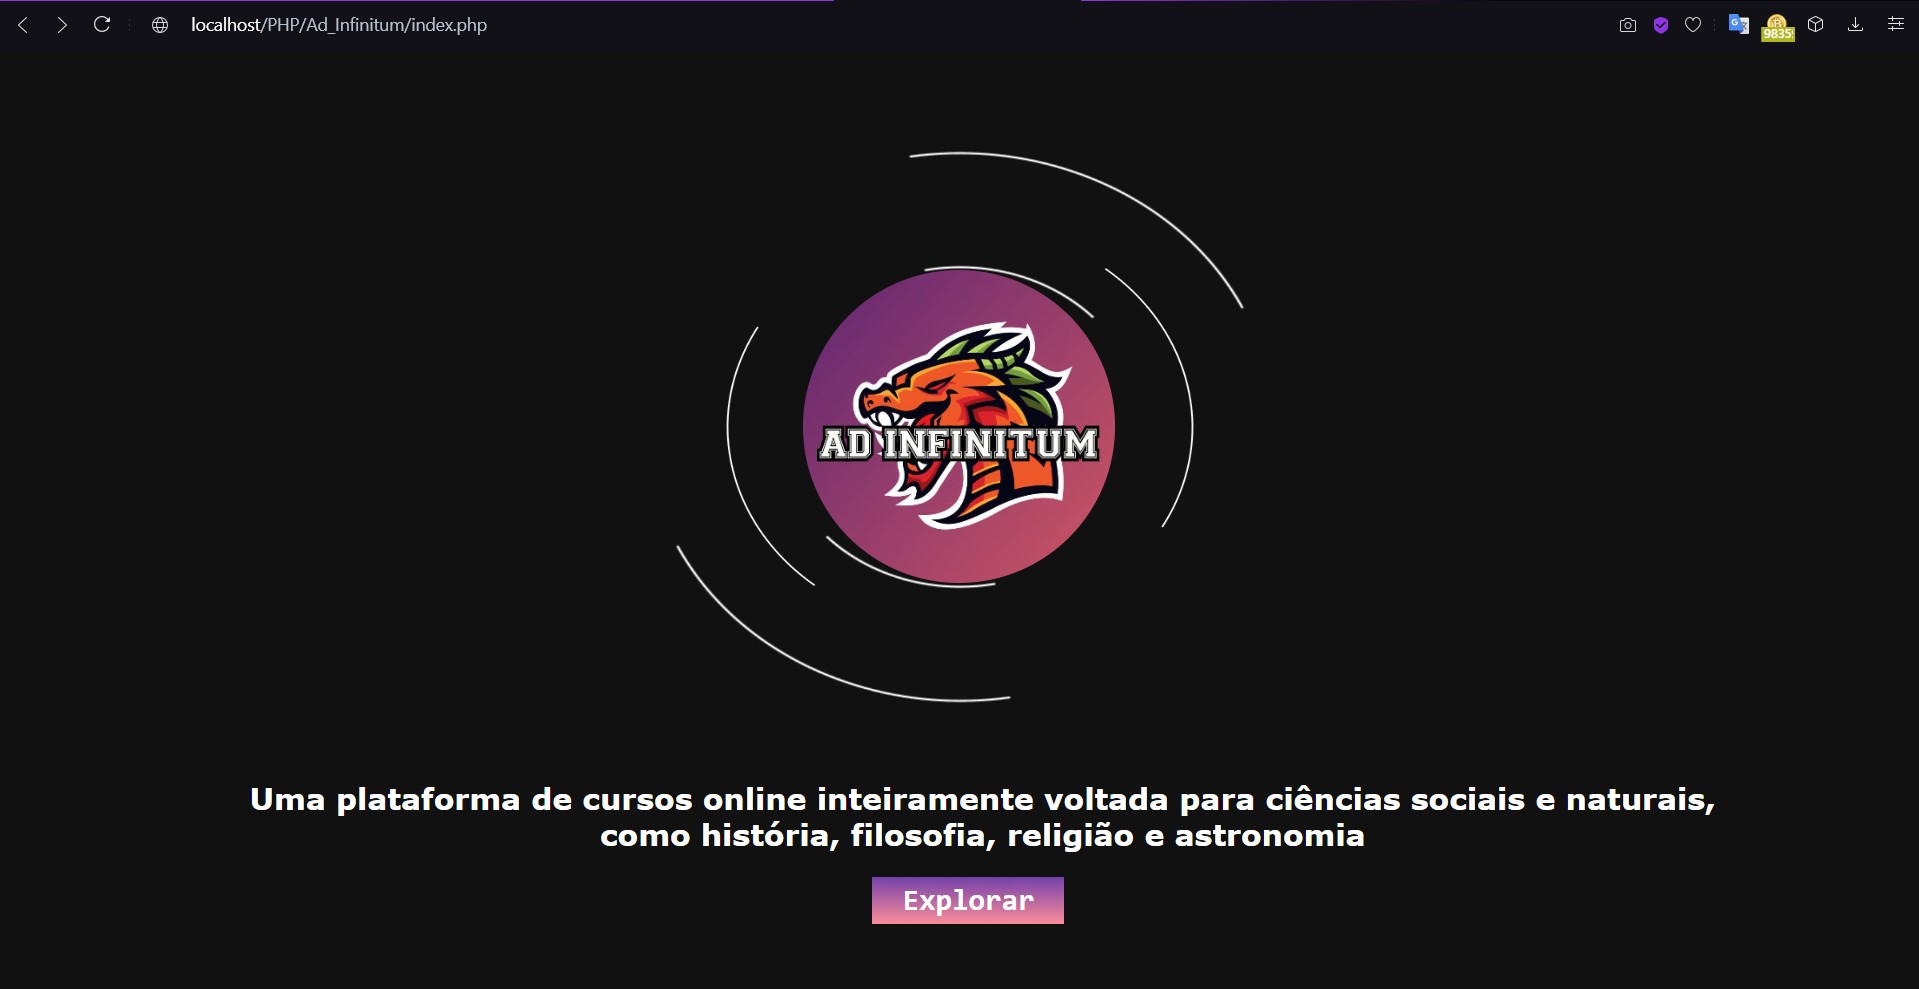 localhost/PHP/Ad_Infinitum/index.php
9835
AD INFINITUM
Uma plataforma de cursos online inteiramente voltada para ciências sociais e naturais,
como história, filosofia, religião e astronomia
Explorar